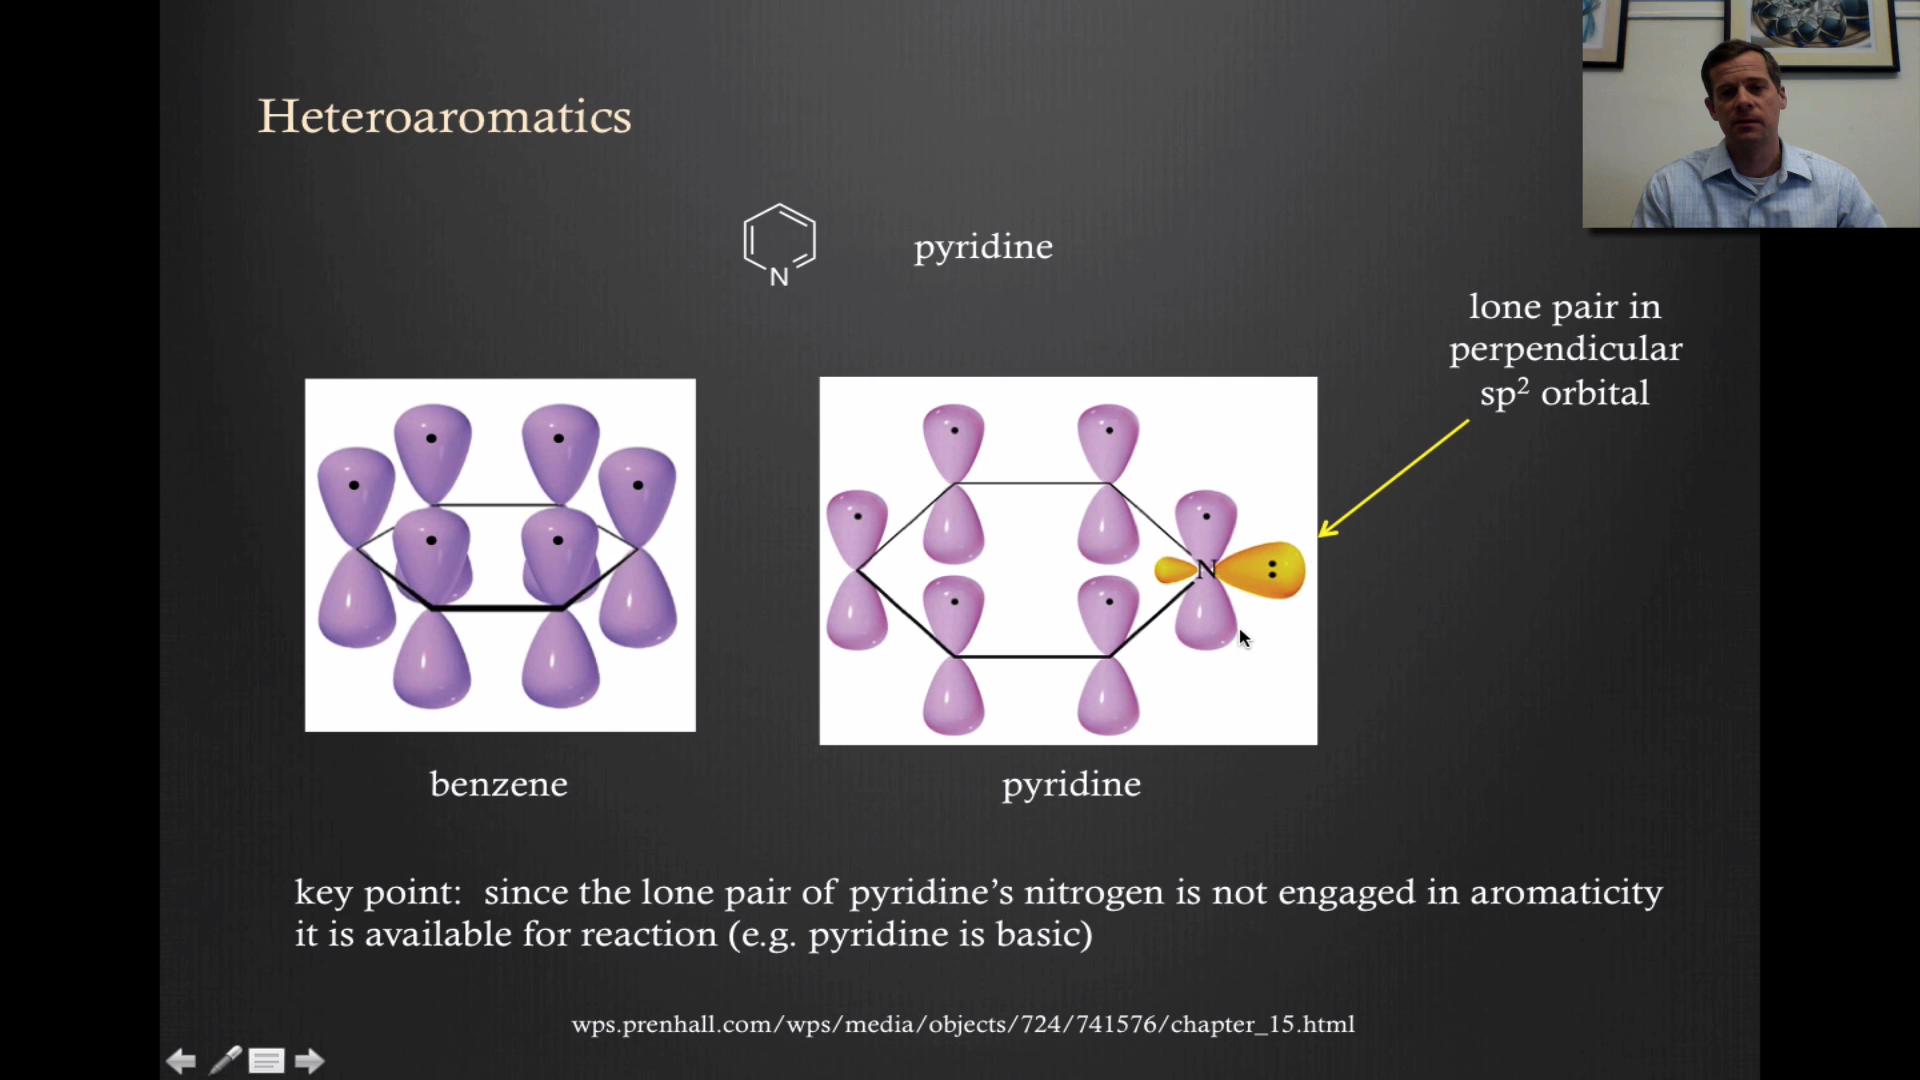 Heteroaromatics
N
pyridine
lone pair in
perpendicular
sp² orbital
N
benzene
pyridine
key point: since the lone pair of pyridine’s nitrogen is not engaged in aromaticity
it is available for reaction (e.g. pyridine is basic)
wps.prenhall.com/wps/media/objects/724/741576/chapter_15.html